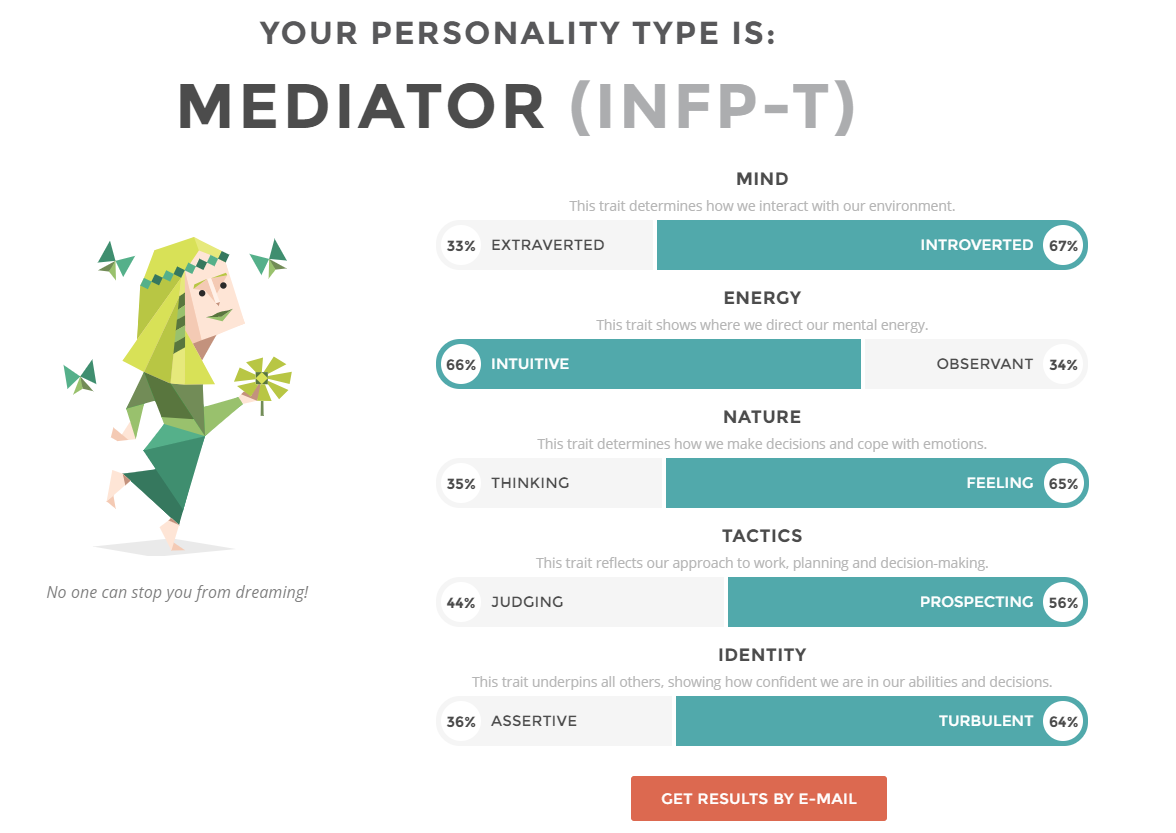 YOUR PERSONALITY TYPE IS:
MEDIATOR (INFP-T)
MIND
This trait determines how we interact with our environment.
33% EXTRAVERTED INTROVERTED 67%
ENERGY
This trait shows where we direct our mental energy.
66% INTUITIVE OBSERVANT 34%
NATURE
This trait determines how we make decisions and cope with emotions.
35% THINKING FEELING 65%
TACTICS
This trait reflects our approach to work, planning and decision-making.
44% JUDGING PROSPECTING 56%
IDENTITY
This trait underpins all others, showing how confident we are in our abilities and decisions.
36% ASSERTIVE TURBULENT 64%
No one can stop you from dreaming!
GET RESULTS BY E-MAIL